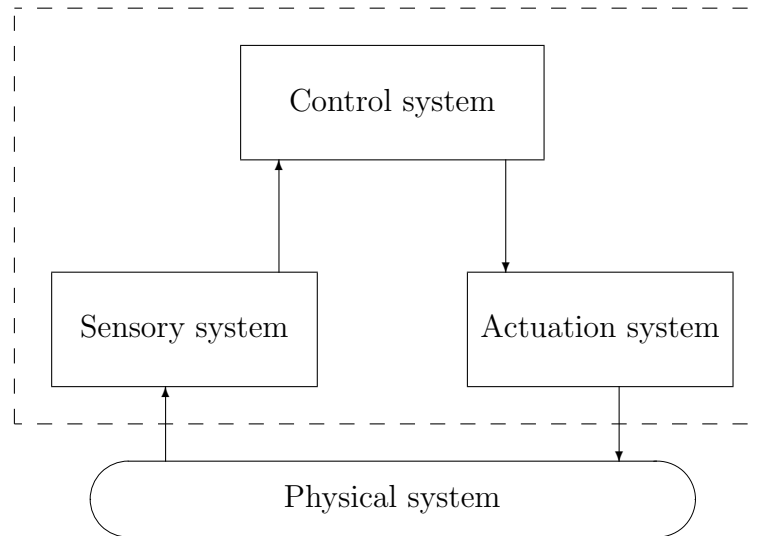 Control system
Sensory system
Actuation system
Physical system